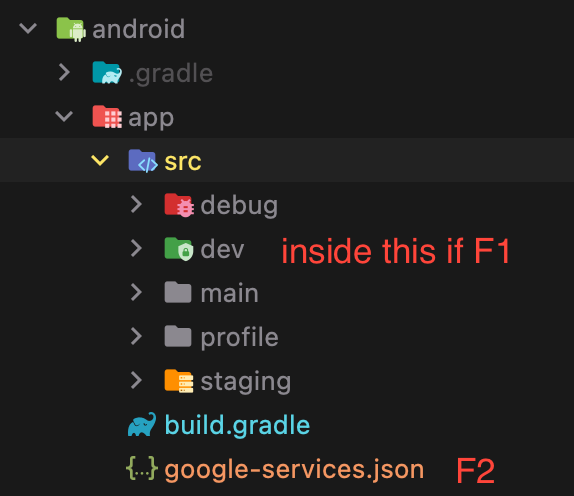 android
.gradle
app
src
debug
dev inside this if F1
main
profile
staging
build.gradle
{...} google-services.json F2